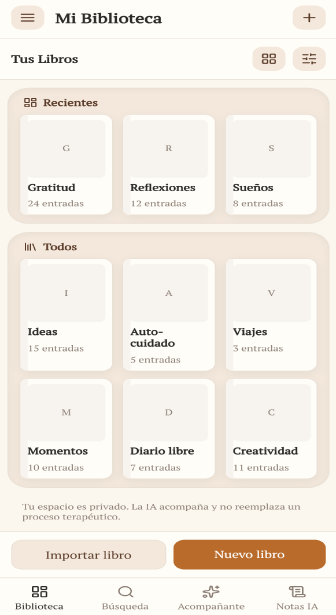 Mi Biblioteca
Tus Libros
Recientes
G
R
S
Gratitud
Reflexiones
Sueños
24 entradas
12 entradas
8 entradas
Todos
I
A
V
Ideas
Auto-
cuidado
Viajes
15 entradas
5 entradas
3 entradas
M
D
C
Momentos
Diario libre
Creatividad
10 entradas
7 entradas
11 entradas
Tu espacio es privado. La IA acompaña y no reemplaza un
proceso terapéutico.
Importar libro
Nuevo libro
Biblioteca
Búsqueda
Acompañante
Notas IA